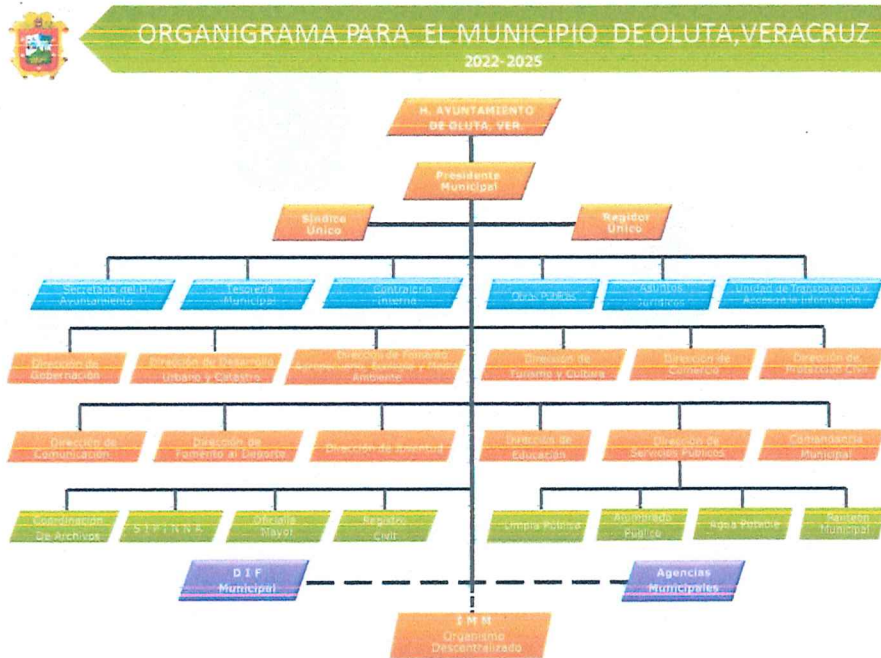 ORGANIGRAMA PARA EL MUNICIPIO DE OLUTA, VERACRUZ
2022-2025
H. AYUNTAMIENTO
DE OLUTA, VER.
Presidente
Municipal
Síndico
Único
Regidor
Único
Secretaria del H.
Ayuntamiento
Tesorería
Municipal
Contraloría
Interna
Obras Públicas
Asuntos
Jurídicos
Unidad de Transparencia y
Acceso a la Información
Dirección de
Gobernación
Dirección de Desarrollo
Urbano y Catastro
Dirección de Fomento
Agropecuario, Ecología y Medio
Ambiente
Dirección de
Turismo y Cultura
Dirección de
Comercio
Dirección de
Protección Civil
Dirección de
Comunicación
Dirección de
Fomento al Deporte
Dirección de Juventud
Dirección de
Educación
Dirección de
Servicios Públicos
Comandancia
Municipal
Coordinación
De Archivos
S I P I N N A
Oficialía
Mayor
Registro
Civil
Limpia Pública
Alumbrado
Público
Agua Potable
Panteón
Municipal
D I F
Municipal
Agencias
Municipales
I M M
Organismo
Descentralizado